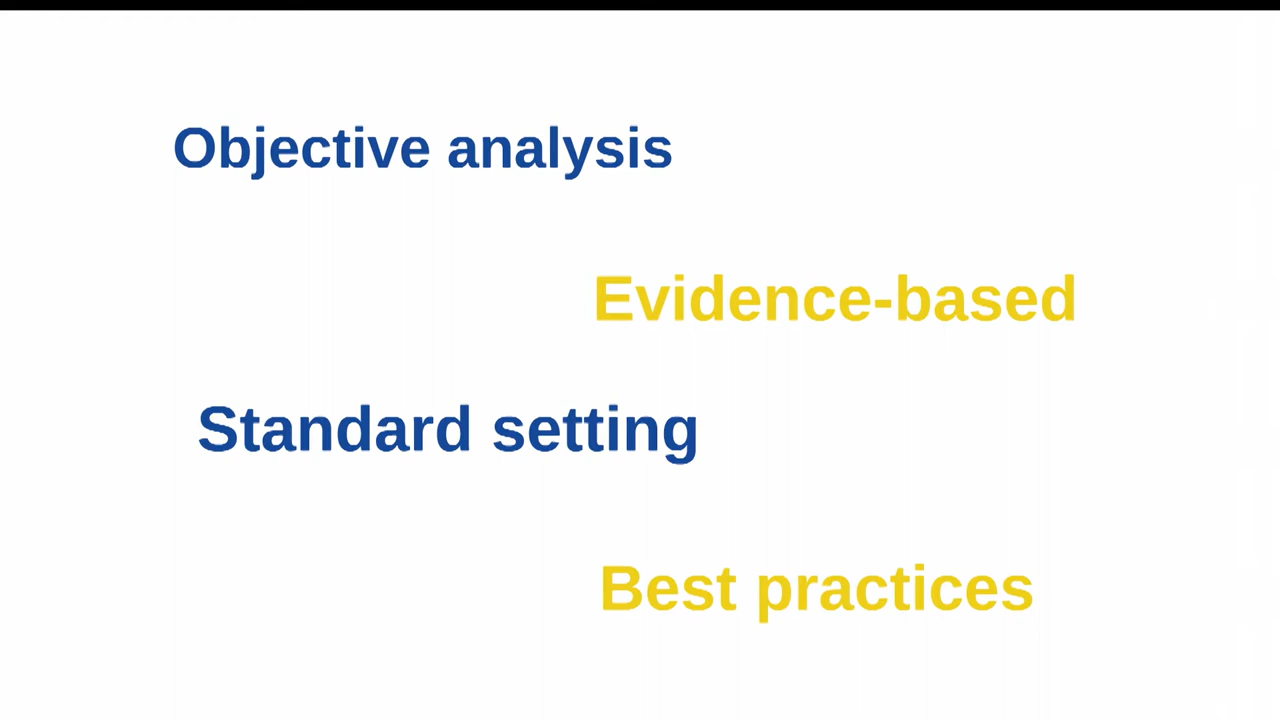 Objective analysis
Evidence-based
Standard setting
Best practices